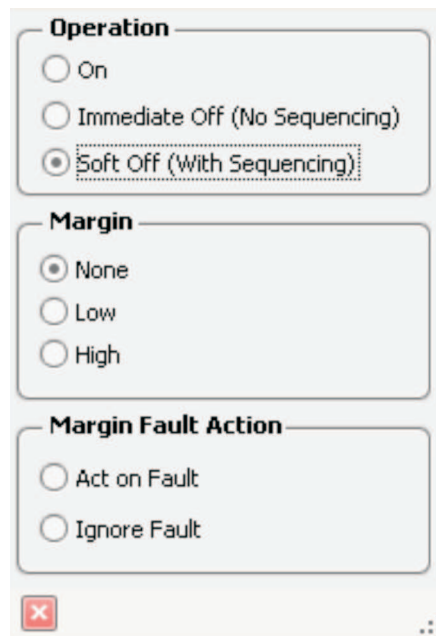 Operation
On
Immediate Off (No Sequencing)
Soft Off (With Sequencing)
Margin
None
Low
High
Margin Fault Action
Act on Fault
Ignore Fault